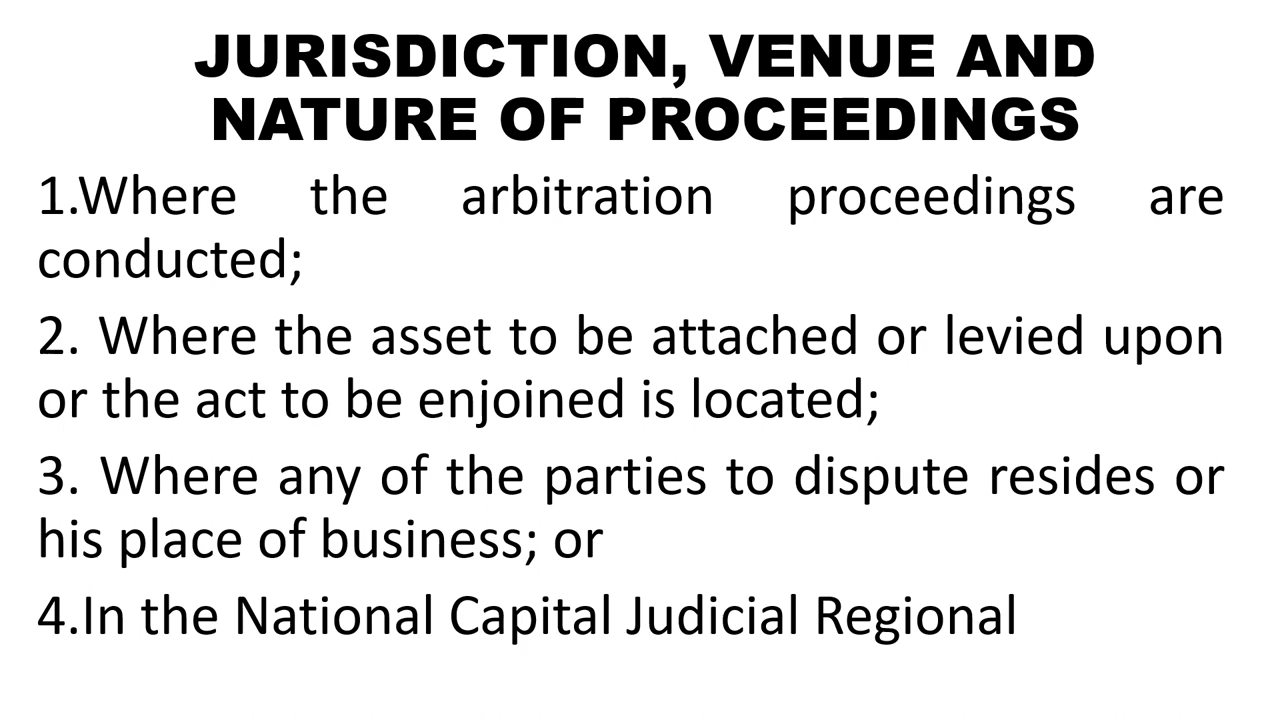 JURISDICTION, VENUE AND
NATURE OF PROCEEDINGS
1.Where the arbitration proceedings are
conducted;
2. Where the asset to be attached or levied upon
or the act to be enjoined is located;
3. Where any of the parties to dispute resides or
his place of business; or
4.In the National Capital Judicial Regional